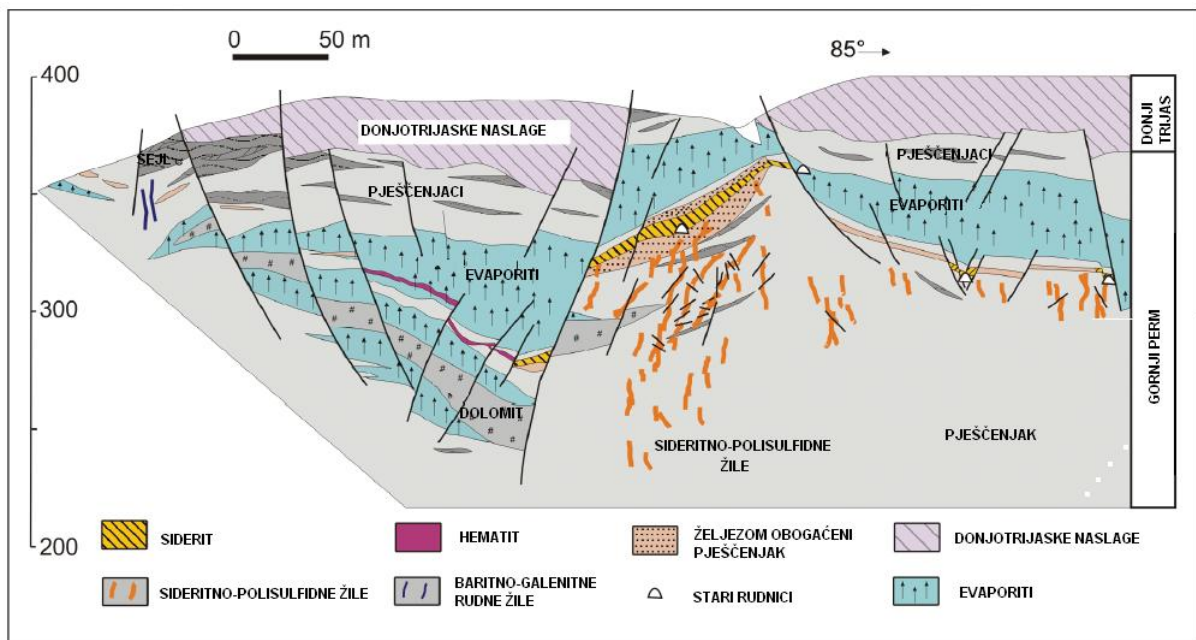 0 50 m
85°
400
300
200
DONJI
TRIJAS
GORNJI PERM
DONJOTRIJASKE NASLAGE
ŠEJL
PJEŠČENJACI
PJEŠČENJACI
EVAPORITI
EVAPORITI
DOLOMIT
SIDERITNO-POLISULFIDNE
ŽILE
PJEŠČENJAK
SIDERIT
HEMATIT
ŽELJEZOM OBOGAĆENI
PJEŠČENJAK
DONJOTRIJASKE NASLAGE
SIDERITNO-POLISULFIDNE ŽILE
BARITNO-GALENITNE
RUDNE ŽILE
STARI RUDNICI
EVAPORITI